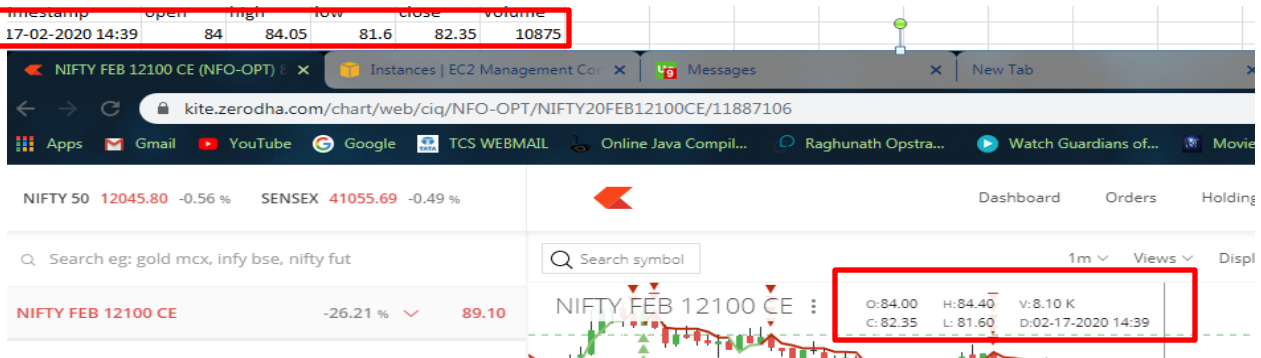 timestamp open high low close volume
17-02-2020 14:39 84 84.05 81.6 82.35 10875
NIFTY FEB 12100 CE (NFO-OPT) Instances | EC2 Management Con Messages New Tab
kite.zerodha.com/chart/web/ciq/NFO-OPT/NIFTY20FEB12100CE/11887106
Apps Gmail YouTube Google TATA TCS WEBMAIL Online Java Compil... Raghunath Opstra... Watch Guardians of... Movie
NIFTY 50 12045.80 -0.56 % SENSEX 41055.69 -0.49 % Dashboard Orders Holding
Search eg: gold mcx, infy bse, nifty fut Search symbol 1m Views Displ
NIFTY FEB 12100 CE -26.21 % 89.10 NIFTY FEB 12100 CE O:84.00 H:84.40 V:8.10 K
C:82.35 L: 81.60 D:02-17-2020 14:39